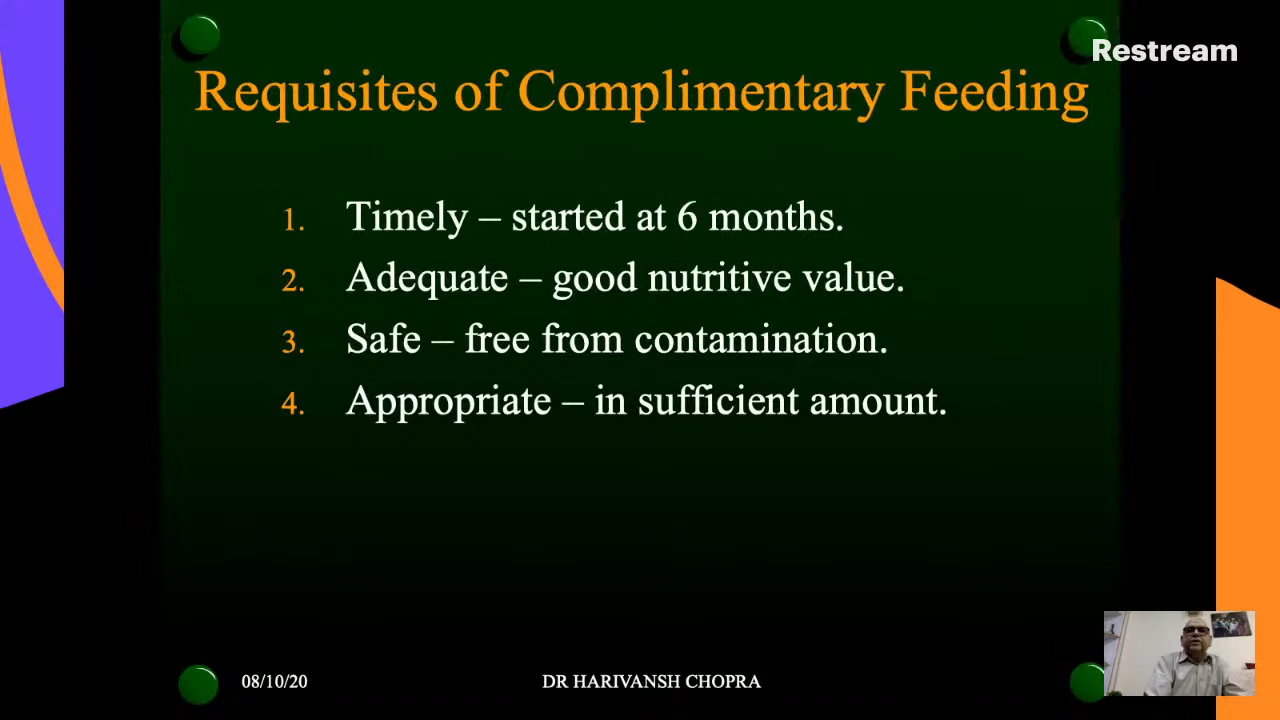 Restream
Requisites of Complimentary Feeding
1. Timely – started at 6 months.
2. Adequate – good nutritive value.
3. Safe – free from contamination.
4. Appropriate – in sufficient amount.
08/10/20
DR HARIVANSH CHOPRA